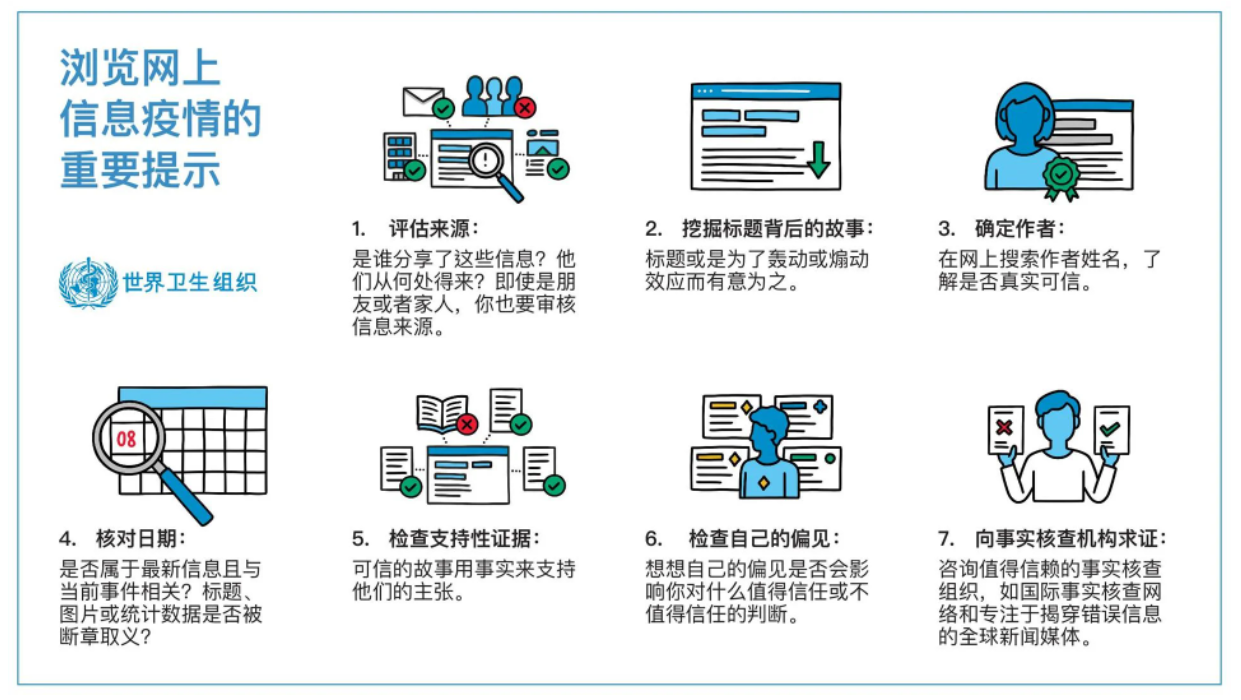 浏览网上
信息疫情的
重要提示
世界卫生组织
1. 评估来源：
是谁分享了这些信息？他
们从何处得来？即使是朋
友或者家人，你也要审核
信息来源。
2. 挖掘标题背后的故事：
标题或是为了轰动或煽动
效应而有意为之。
3. 确定作者：
在网上搜索作者姓名，了
解是否真实可信。
08
4. 核对日期：
是否属于最新信息且与
当前事件相关？标题、
图片或统计数据是否被
断章取义？
5. 检查支持性证据：
可信的故事用事实来支持
他们的主张。
6. 检查自己的偏见：
想想自己的偏见是否会影
响你对什么值得信任或不
值得信任的判断。
7. 向事实核查机构求证：
咨询值得信赖的事实核查
组织，如国际事实核查网
络和专注于揭穿错误信息
的全球新闻媒体。